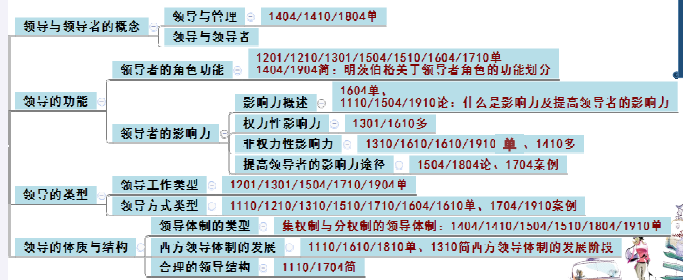 领导与领导者的概念
领导与管理
1404/1410/1804单
领导与领导者
领导的功能
领导者的角色功能
1201/1210/1301/1504/1510/1604/1710单
1404/1904简：明茨伯格关于领导者角色的功能划分
领导者的影响力
影响力概述
1604单、
1110/1504/1910论：什么是影响力及提高领导者的影响力
权力性影响力
1301/1610多
非权力性影响力
1310/1610/1610/1910 单 、1410多
提高领导者的影响力途径
1504/1804论、1704案例
领导的类型
领导工作类型
1201/1301/1504/1710/1904单
领导方式类型
1110/1210/1310/1510/1710/1604/1610单、1704/1910案例
领导的体质与结构
领导体制的类型
集权制与分权制的领导体制：1404/1410/1504/1510/1804/1910单
西方领导体制的发展
1110/1610/1810单、1310简西方领导体制的发展阶段
合理的领导结构
1110/1704简